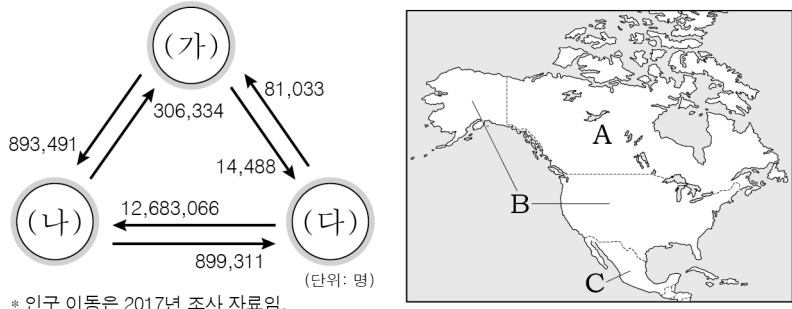 (가)
81,033
306,334
893,491
14,488
(나)
12,683,066
(다)
899,311
(단위: 명)
* 인구 이동은 2017년 조사 자료임.
A
B
C